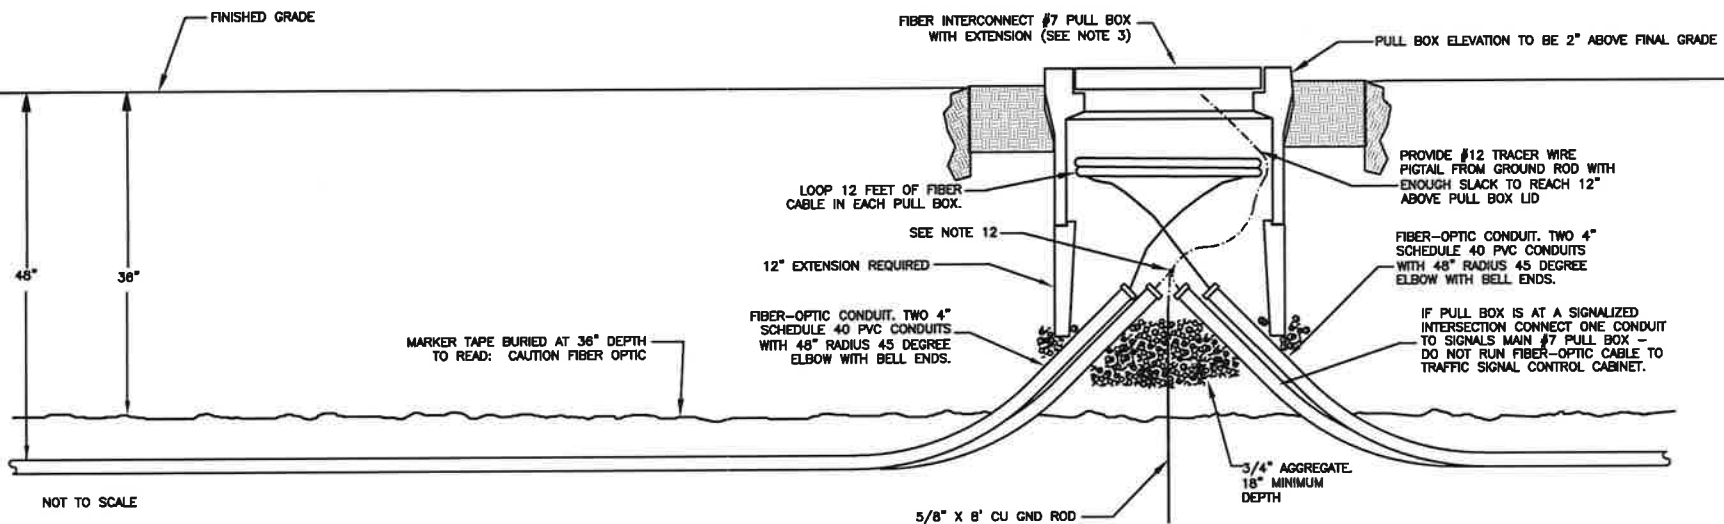 FINISHED GRADE
FIBER INTERCONNECT #7 PULL BOX
WITH EXTENSION (SEE NOTE 3)
PULL BOX ELEVATION TO BE 2" ABOVE FINAL GRADE
PROVIDE #12 TRACER WIRE
PIGTAIL FROM GROUND ROD WITH
ENOUGH SLACK TO REACH 12"
ABOVE PULL BOX LID
LOOP 12 FEET OF FIBER
CABLE IN EACH PULL BOX.
SEE NOTE 12
12" EXTENSION REQUIRED
FIBER-OPTIC CONDUIT. TWO 4"
SCHEDULE 40 PVC CONDUITS
WITH 48" RADIUS 45 DEGREE
ELBOW WITH BELL ENDS.
48"
36"
FIBER-OPTIC CONDUIT. TWO 4"
SCHEDULE 40 PVC CONDUITS
WITH 48" RADIUS 45 DEGREE
ELBOW WITH BELL ENDS.
IF PULL BOX IS AT A SIGNALIZED
INTERSECTION CONNECT ONE CONDUIT
TO SIGNALS MAIN #7 PULL BOX -
DO NOT RUN FIBER-OPTIC CABLE TO
TRAFFIC SIGNAL CONTROL CABINET.
MARKER TAPE BURIED AT 36" DEPTH
TO READ: CAUTION FIBER OPTIC
3/4" AGGREGATE.
18" MINIMUM
DEPTH
NOT TO SCALE
5/8" X 8' CU GND ROD